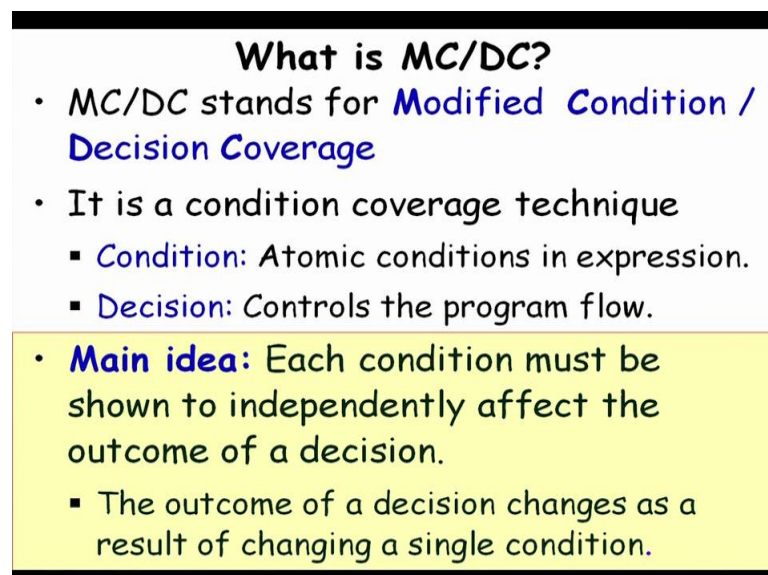 What is MC/DC?
• MC/DC stands for Modified Condition /
Decision Coverage
• It is a condition coverage technique
▪ Condition: Atomic conditions in expression.
▪ Decision: Controls the program flow.
• Main idea: Each condition must be
shown to independently affect the
outcome of a decision.
▪ The outcome of a decision changes as a
result of changing a single condition.